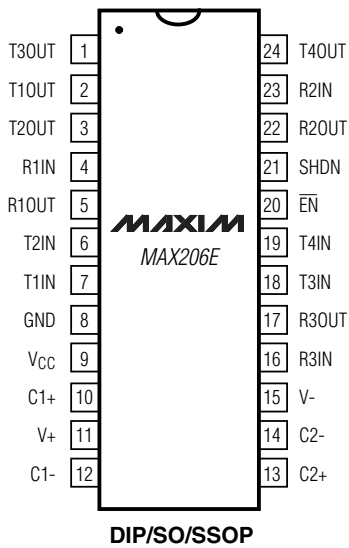 T3OUT 1 24 T4OUT
T1OUT 2 23 R2IN
T2OUT 3 22 R2OUT
R1IN 4 21 SHDN
R1OUT 5 20 E̅N̅
MAXIM
MAX206E
T2IN 6 19 T4IN
T1IN 7 18 T3IN
GND 8 17 R3OUT
VCC 9 16 R3IN
C1+ 10 15 V-
V+ 11 14 C2-
C1- 12 13 C2+
DIP/SO/SSOP